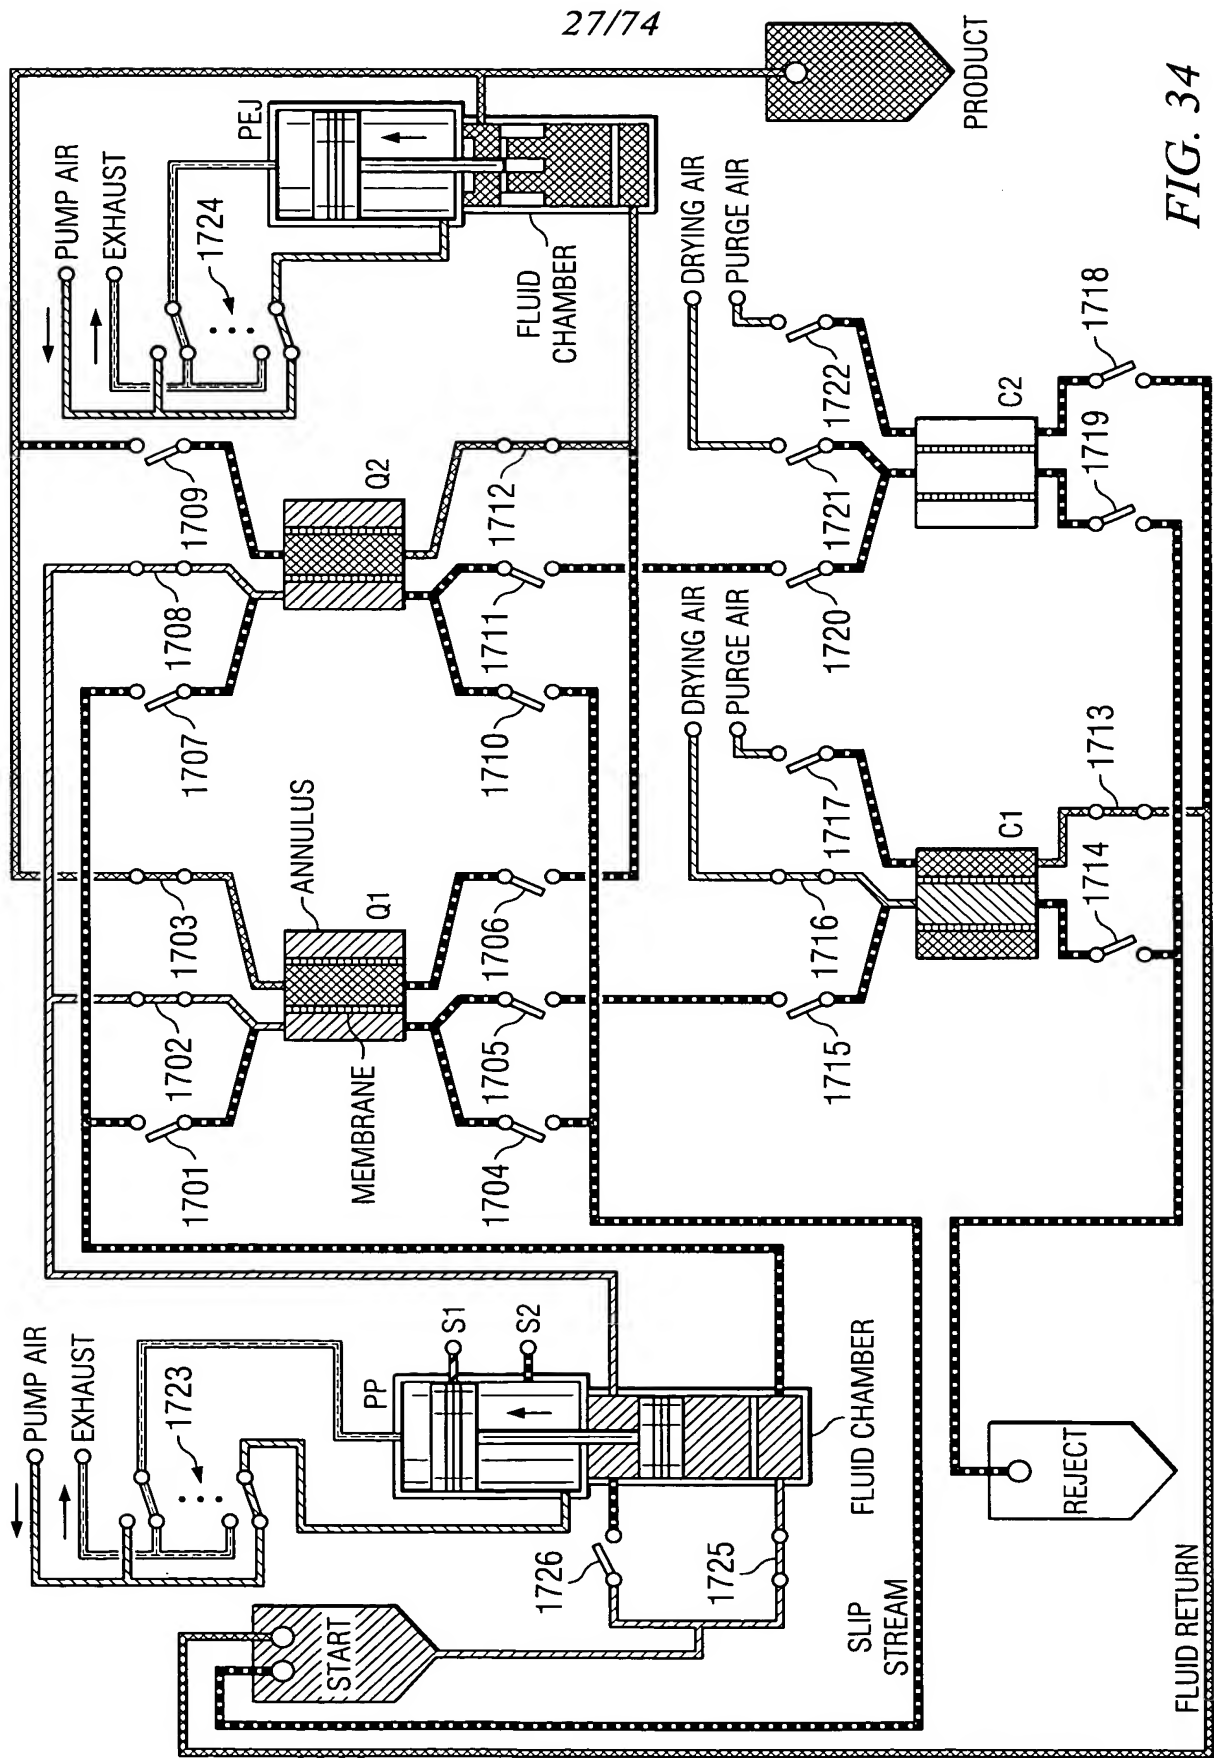 27/74
PUMP AIR
EXHAUST
1723
PP
S1
S2
START
1726
1725
FLUID CHAMBER
SLIP
STREAM
REJECT
FLUID RETURN
1701
1702
1703
ANNULUS
MEMBRANE
Q1
1704
1705
1706
1707
1708
1709
Q2
1710
1711
1712
PUMP AIR
EXHAUST
1724
PEJ
FLUID
CHAMBER
PRODUCT
DRYING AIR
PURGE AIR
1715
1716
1717
C1
1714
1713
DRYING AIR
PURGE AIR
1720
1721
1722
C2
1719
1718
FIG. 34